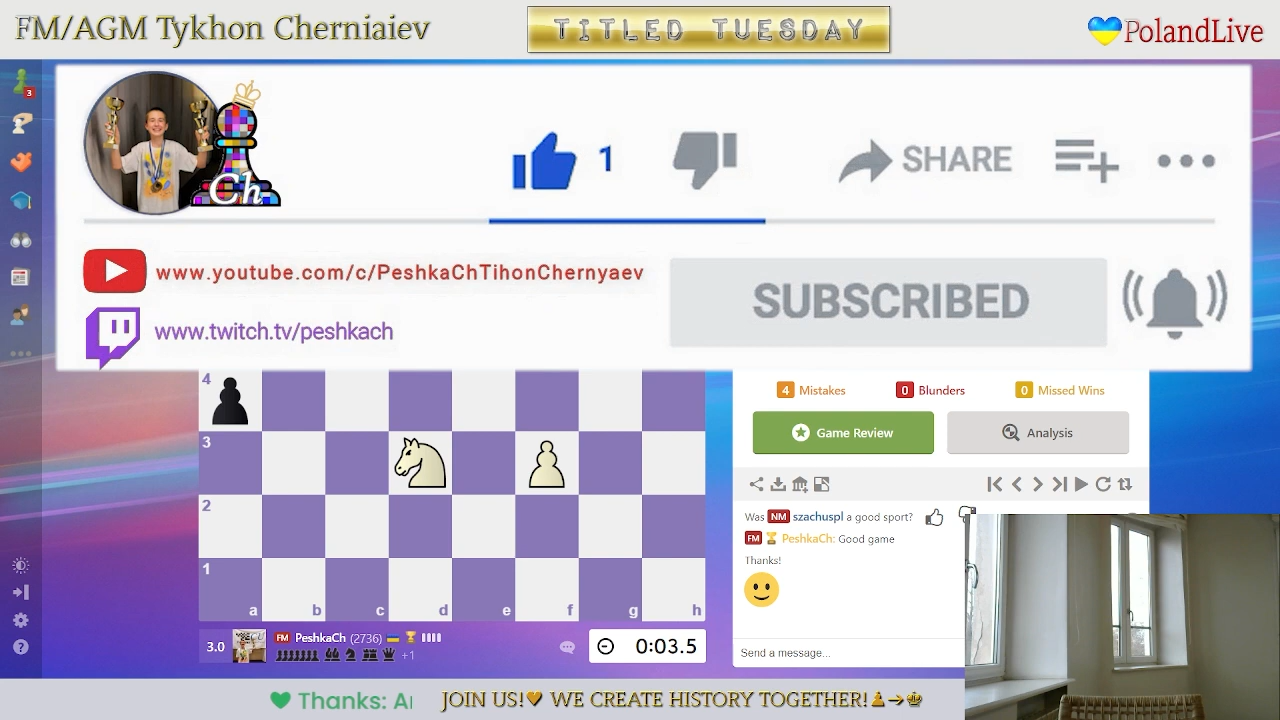 FM/AGM Tykhon Cherniaiev
TITLED TUESDAY
PolandLive
3
Ch
1
SHARE
www.youtube.com/c/PeshkaChTihonChernyaev
SUBSCRIBED
www.twitch.tv/peshkach
4
4 Mistakes
0 Blunders
0 Missed Wins
Game Review
Analysis
3
2
Was NM szachuspl a good sport?
FM PeshkaCh: Good game
Thanks!
1
a b c d e f g h
3.0
FM PeshkaCh (2736)
+1
0:03.5
Send a message...
Thanks:
JOIN US! WE CREATE HISTORY TOGETHER!